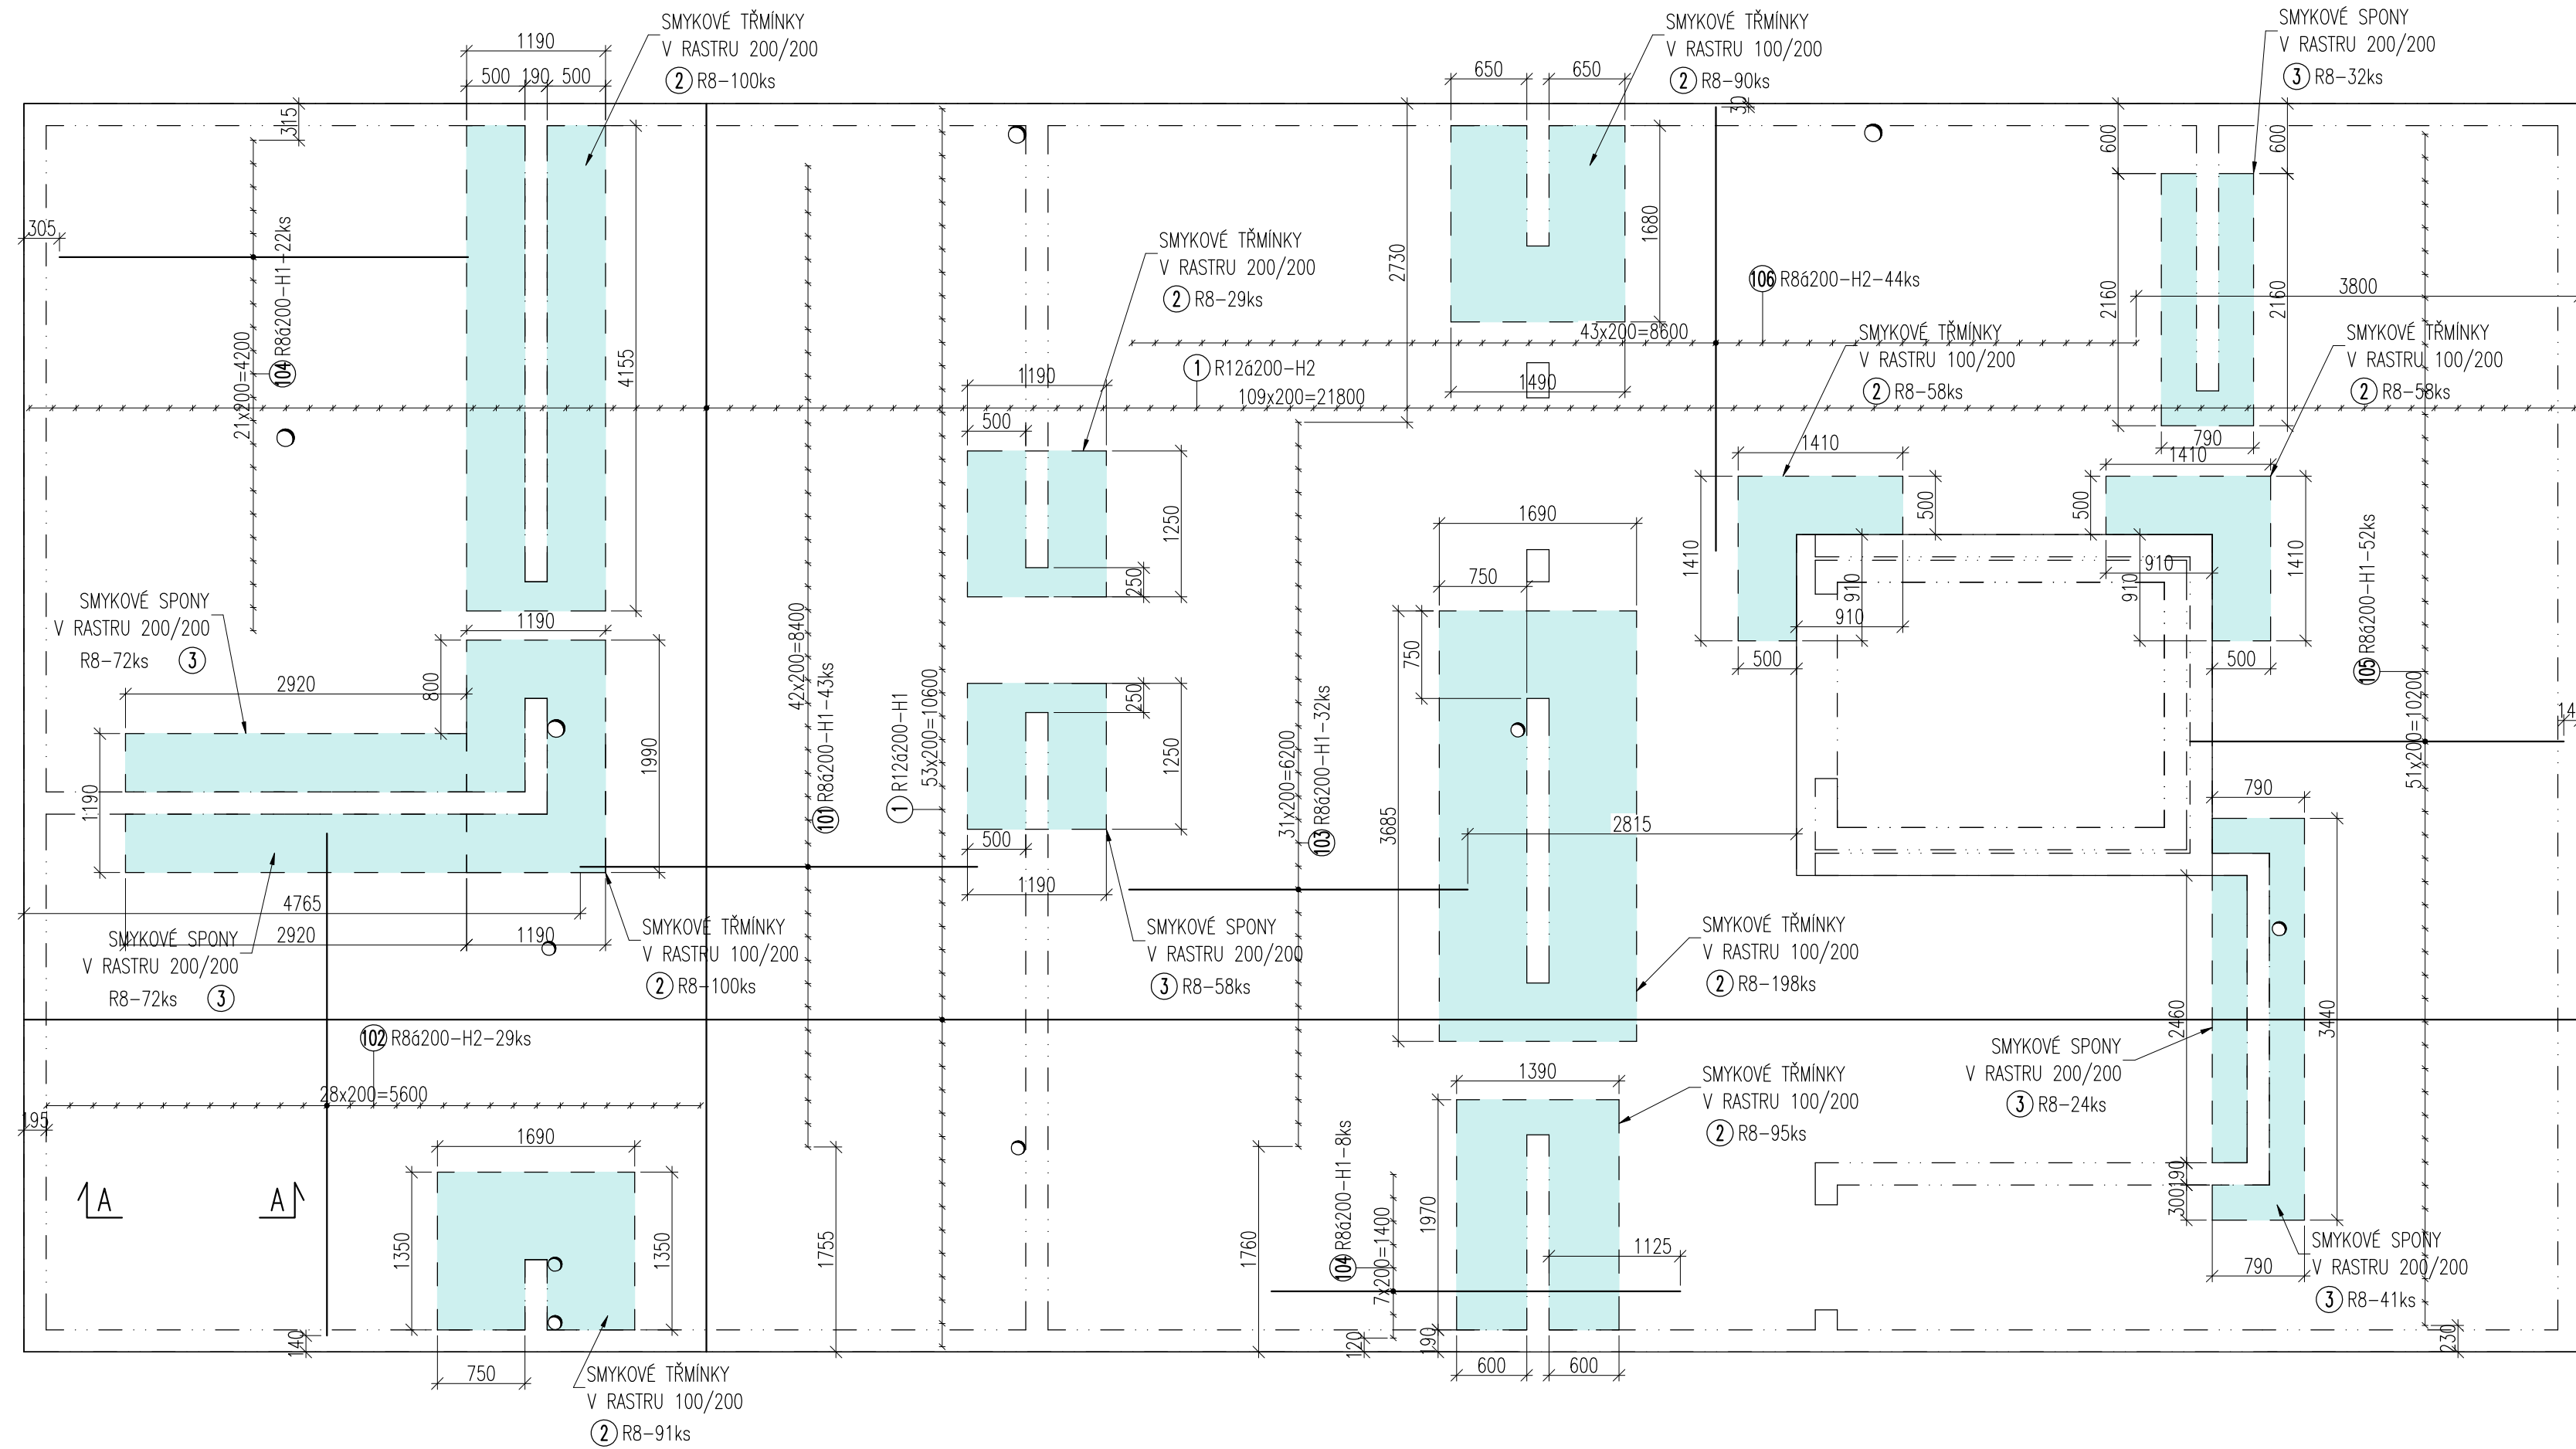 SMYKOVÉ TŘMÍNKY
V RASTRU 200/200
2 R8-100ks
1190
500
190
500
315
305
104 R8á200-H1-22ks
21x200=4200
4155
SMYKOVÉ TŘMÍNKY
V RASTRU 100/200
2 R8-90ks
650
650
30
SMYKOVÉ SPONY
V RASTRU 200/200
3 R8-32ks
600
600
2730
1680
1490
SMYKOVÉ TŘMÍNKY
V RASTRU 200/200
2 R8-29ks
1190
500
1250
250
1 R12á200-H2
109x200=21800
43x200=8600
106 R8á200-H2-44ks
2160
2160
3800
790
SMYKOVÉ TŘMÍNKY
V RASTRU 100/200
2 R8-58ks
SMYKOVÉ TŘMÍNKY
V RASTRU 100/200
2 R8-58ks
1410
1410
500
500
1410
1410
910
910
910
910
500
500
105 R8á200-H1-52ks
51x200=10200
14
SMYKOVÉ SPONY
V RASTRU 200/200
R8-72ks 3
2920
1190
800
1190
1990
42x200=8400
101 R8á200-H1-43ks
1 R12á200-H1
53x200=10600
250
1250
500
1190
31x200=6200
103 R8á200-H1-32ks
1690
750
750
3685
2815
790
4765
2920
1190
SMYKOVÉ SPONY
V RASTRU 200/200
R8-72ks 3
SMYKOVÉ TŘMÍNKY
V RASTRU 100/200
2 R8-100ks
SMYKOVÉ SPONY
V RASTRU 200/200
3 R8-58ks
SMYKOVÉ TŘMÍNKY
V RASTRU 100/200
2 R8-198ks
2460
3440
SMYKOVÉ SPONY
V RASTRU 200/200
3 R8-24ks
102 R8á200-H2-29ks
28x200=5600
195
1690
1350
1350
A
A
140
750
SMYKOVÉ TŘMÍNKY
V RASTRU 100/200
2 R8-91ks
1755
1760
104 R8á200-H1-8ks
7x200=1400
120
1390
1970
190
1125
600
600
SMYKOVÉ TŘMÍNKY
V RASTRU 100/200
2 R8-95ks
190
300
790
SMYKOVÉ SPONY
V RASTRU 200/200
3 R8-41ks
230